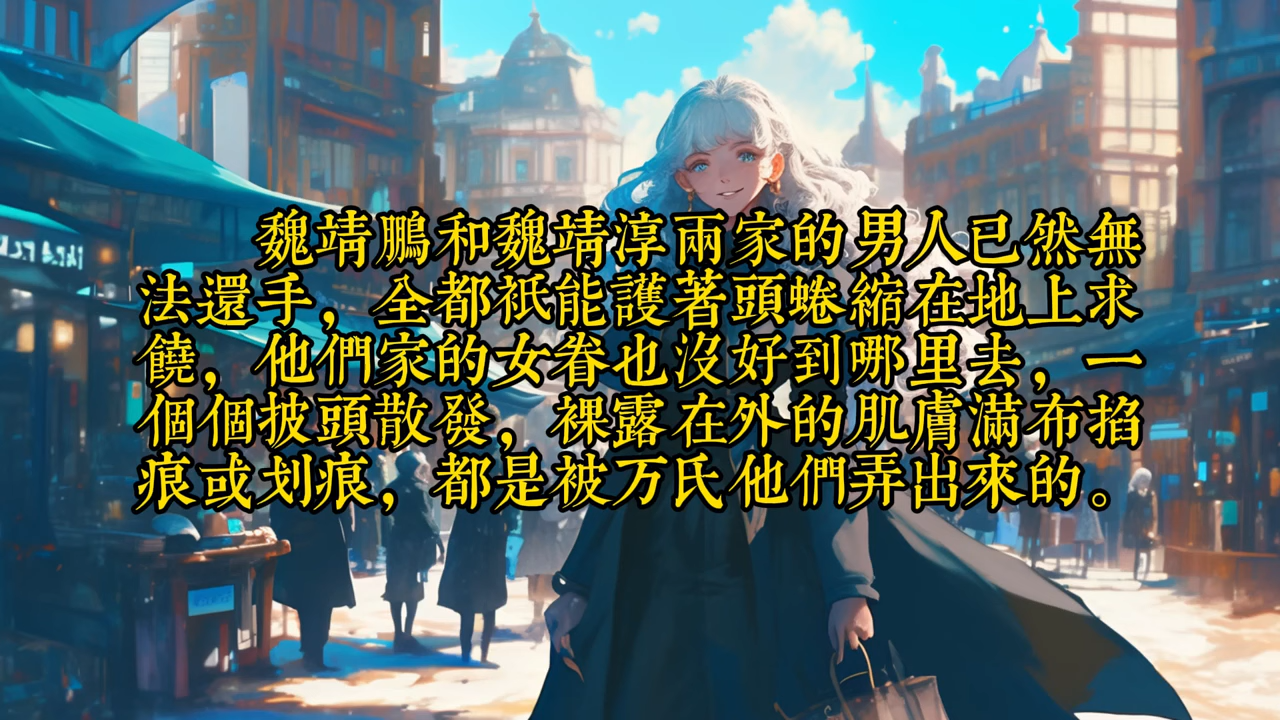 魏靖鵬和魏靖淳兩家的男人已然無
法還手，全都祇能護著頭蜷縮在地上求
饒，他們家的女眷也沒好到哪里去，一
個個披頭散發，裸露在外的肌膚滿布掐
痕或划痕，都是被万氏他們弄出來的。